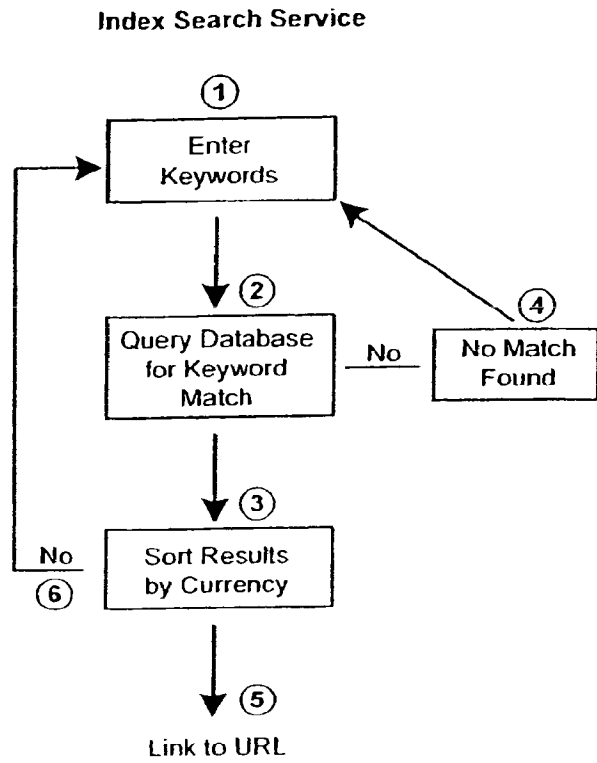 Index Search Service
1
Enter
Keywords
2
Query Database
for Keyword
Match
No
4
No Match
Found
3
Sort Results
by Currency
No
6
5
Link to URL